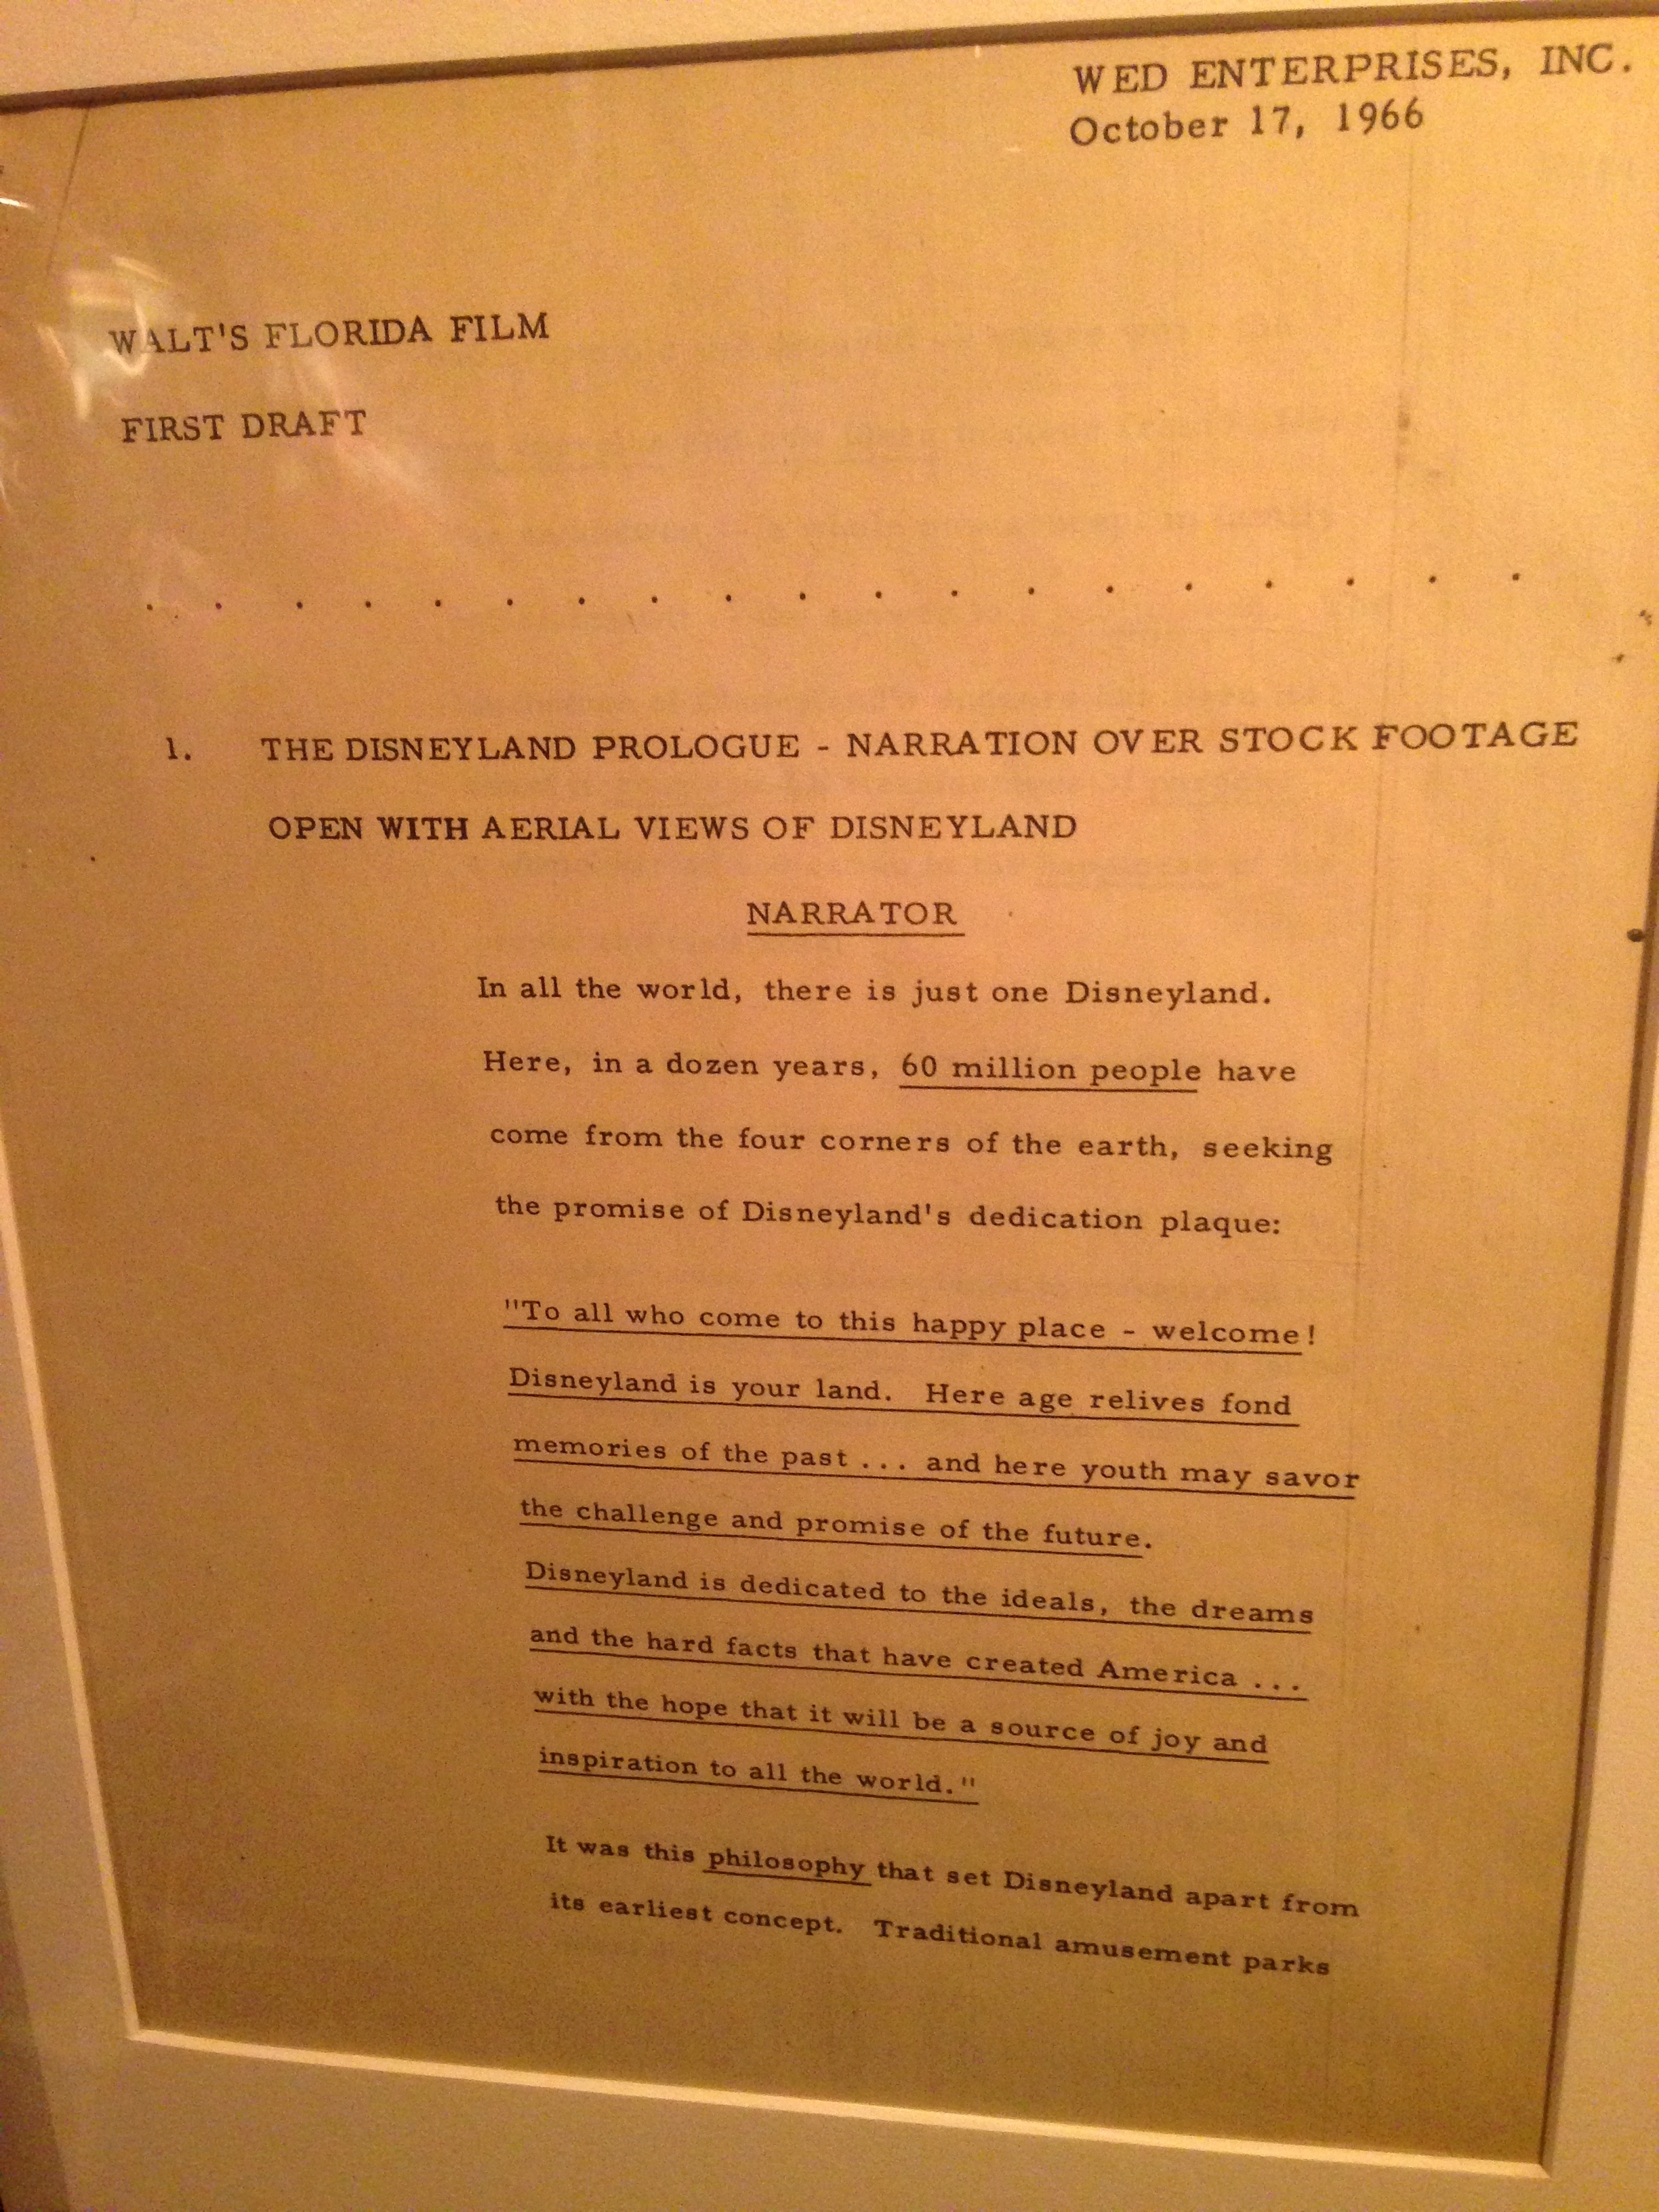 WED ENTERPRISES, INC.
October 17, 1966
WALT'S FLORIDA FILM
FIRST DRAFT
. . . . . . . . . . . . . . . . . . .
1. THE DISNEYLAND PROLOGUE - NARRATION OVER STOCK FOOTAGE
OPEN WITH AERIAL VIEWS OF DISNEYLAND
NARRATOR
In all the world, there is just one Disneyland.
Here, in a dozen years, 60 million people have
come from the four corners of the earth, seeking
the promise of Disneyland's dedication plaque:
"To all who come to this happy place - welcome!
Disneyland is your land. Here age relives fond
memories of the past ... and here youth may savor
the challenge and promise of the future.
Disneyland is dedicated to the ideals, the dreams
and the hard facts that have created America ...
with the hope that it will be a source of joy and
inspiration to all the world."
It was this philosophy that set Disneyland apart from
its earliest concept. Traditional amusement parks